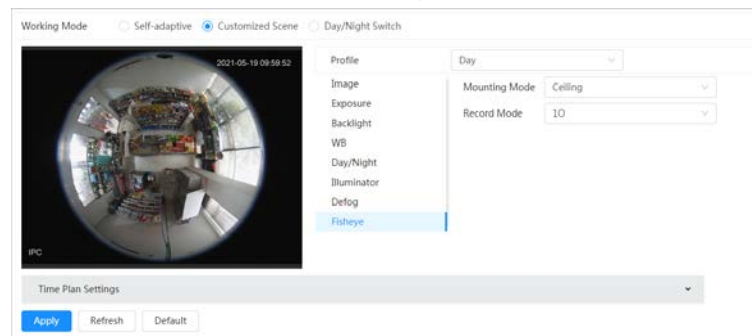 Working Mode Self-adaptive Customized Scene Day/Night Switch
2021-05-19 09:59:52
IPC
Profile Day
Image
Exposure
Backlight
WB
Day/Night
Illuminator
Defog
Fisheye
Mounting Mode Ceiling
Record Mode 1O
Time Plan Settings
Apply Refresh Default